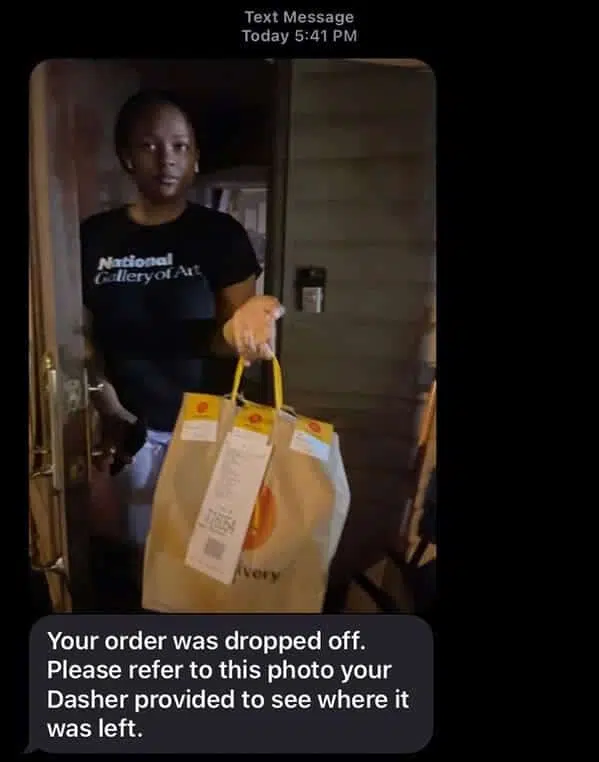 Text Message
Today 5:41 PM
National
Gallery of Art
ivery
Your order was dropped off.
Please refer to this photo your
Dasher provided to see where it
was left.